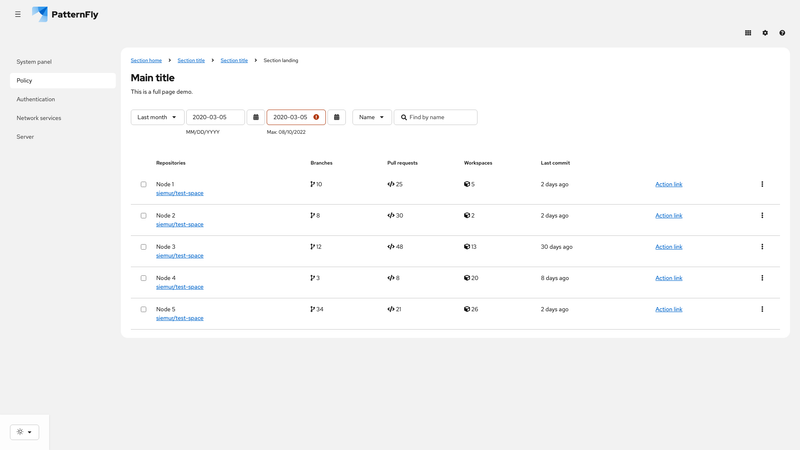 PatternFly
System panel
Policy
Authentication
Network services
Server
Section home Section title Section title Section landing
Main title
This is a full page demo.
Last month 2020-03-05 2020-03-05 Name Find by name
MM/DD/YYYY Max: 08/10/2022
Repositories Branches Pull requests Workspaces Last commit
Node 1 10 25 5 2 days ago Action link
siemur/test-space
Node 2 8 30 2 2 days ago Action link
siemur/test-space
Node 3 12 48 13 30 days ago Action link
siemur/test-space
Node 4 3 8 20 8 days ago Action link
siemur/test-space
Node 5 34 21 26 2 days ago Action link
siemur/test-space